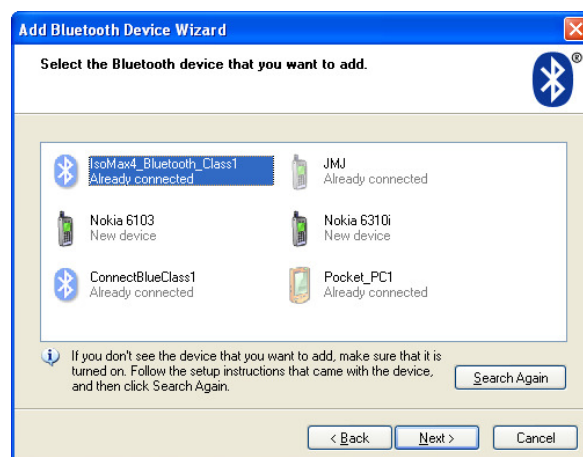 Add Bluetooth Device Wizard
Select the Bluetooth device that you want to add.
®
IsoMax4_Bluetooth_Class1
Already connected
JMJ
Already connected
Nokia 6103
New device
Nokia 6310i
New device
ConnectBlueClass1
Already connected
Pocket_PC1
Already connected
If you don't see the device that you want to add, make sure that it is
turned on. Follow the setup instructions that came with the device,
and then click Search Again.
Search Again
< Back
Next >
Cancel